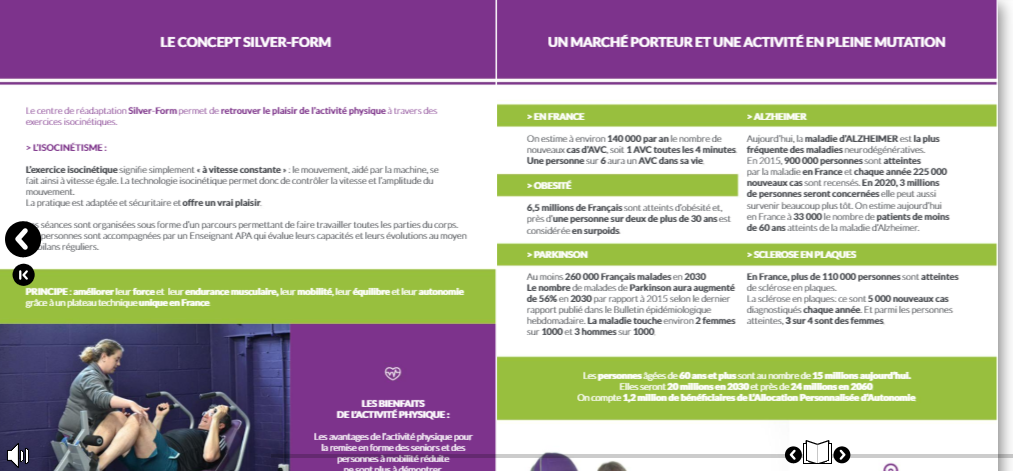 LE CONCEPT SILVER-FORM
Le centre de réadaptation Silver-Form permet de retrouver le plaisir de l'activité physique à travers des
exercices isocinétiques.
> L'ISOCINÉTISME :
L'exercice isocinétique signifie simplement « à vitesse constante » : le mouvement, aidé par la machine, se
fait ainsi à vitesse égale. La technologie isocinétique permet donc de contrôler la vitesse et l'amplitude du
mouvement.
La pratique est adaptée et sécuritaire et offre un vrai plaisir.
séances sont organisées sous forme d'un parcours permettant de faire travailler toutes les parties du corps.
personnes sont accompagnées par un Enseignant APA qui évalue leurs capacités et leurs évolutions au moyen
bilans réguliers.
PRINCIPE : améliorer leur force et leur endurance musculaire, leur mobilité, leur équilibre et leur autonomie
grâce à un plateau technique unique en France
LES BIENFAITS
DE L'ACTIVITÉ PHYSIQUE :
Les avantages de l'activité physique pour
la remise en forme des seniors et des
personnes à mobilité réduite
ne sont plus à démontrer
UN MARCHÉ PORTEUR ET UNE ACTIVITÉ EN PLEINE MUTATION
> EN FRANCE
On estime à environ 140 000 par an le nombre de
nouveaux cas d'AVC, soit 1 AVC toutes les 4 minutes.
Une personne sur 6 aura un AVC dans sa vie.
> OBESITÉ
6,5 millions de Français sont atteints d'obésité et,
près d'une personne sur deux de plus de 30 ans est
considérée en surpoids.
> PARKINSON
Au moins 260 000 Français malades en 2030
Le nombre de malades de Parkinson aura augmenté
de 56% en 2030 par rapport à 2015 selon le dernier
rapport publié dans le Bulletin épidémiologique
hebdomadaire. La maladie touche environ 2 femmes
sur 1000 et 3 hommes sur 1000.
> ALZHEIMER
Aujourd'hui, la maladie d'ALZHEIMER est la plus
fréquente des maladies neurodégénératives.
En 2015, 900 000 personnes sont atteintes
par la maladie en France et chaque année 225 000
nouveaux cas sont recensés. En 2020, 3 millions
de personnes seront concernées elle peut aussi
survenir beaucoup plus tôt. On estime aujourd'hui
en France à 33 000 le nombre de patients de moins
de 60 ans atteints de la maladie d'Alzheimer.
> SCLEROSE EN PLAQUES
En France, plus de 110 000 personnes sont atteintes
de sclérose en plaques.
La sclérose en plaques: ce sont 5 000 nouveaux cas
diagnostiqués chaque année. Et parmi les personnes
atteintes, 3 sur 4 sont des femmes.
Les personnes âgées de 60 ans et plus sont au nombre de 15 millions aujourd'hui.
Elles seront 20 millions en 2030 et près de 24 millions en 2060
On compte 1,2 million de bénéficiaires de L'Allocation Personnalisée d'Autonomie